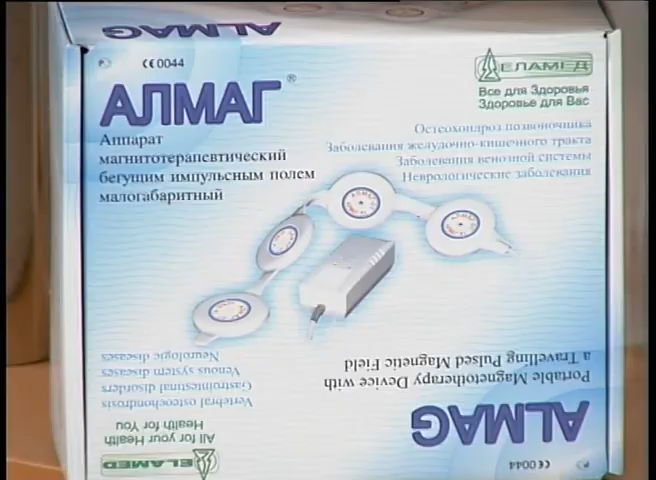 ALMAG
CE 0044
АЛМАГ®
ЕЛАМЕД
Все для Здоровья
Здоровье для Вас
Аппарат
магнитотерапевтический
бегущим импульсным полем
малогабаритный
Остеохондроз позвоночника
Заболевания желудочно-кишечного тракта
Заболевания венозной системы
Неврологические заболевания
CE 0044
ALMAG
Portable Magnetotherapy Device with
a Travelling Pulsed Magnetic Field
ELAMED
All for your Health
Health for You
Vertebral osteochondrosis
Gastrointestinal disorders
Venous system diseases
Neurologic diseases